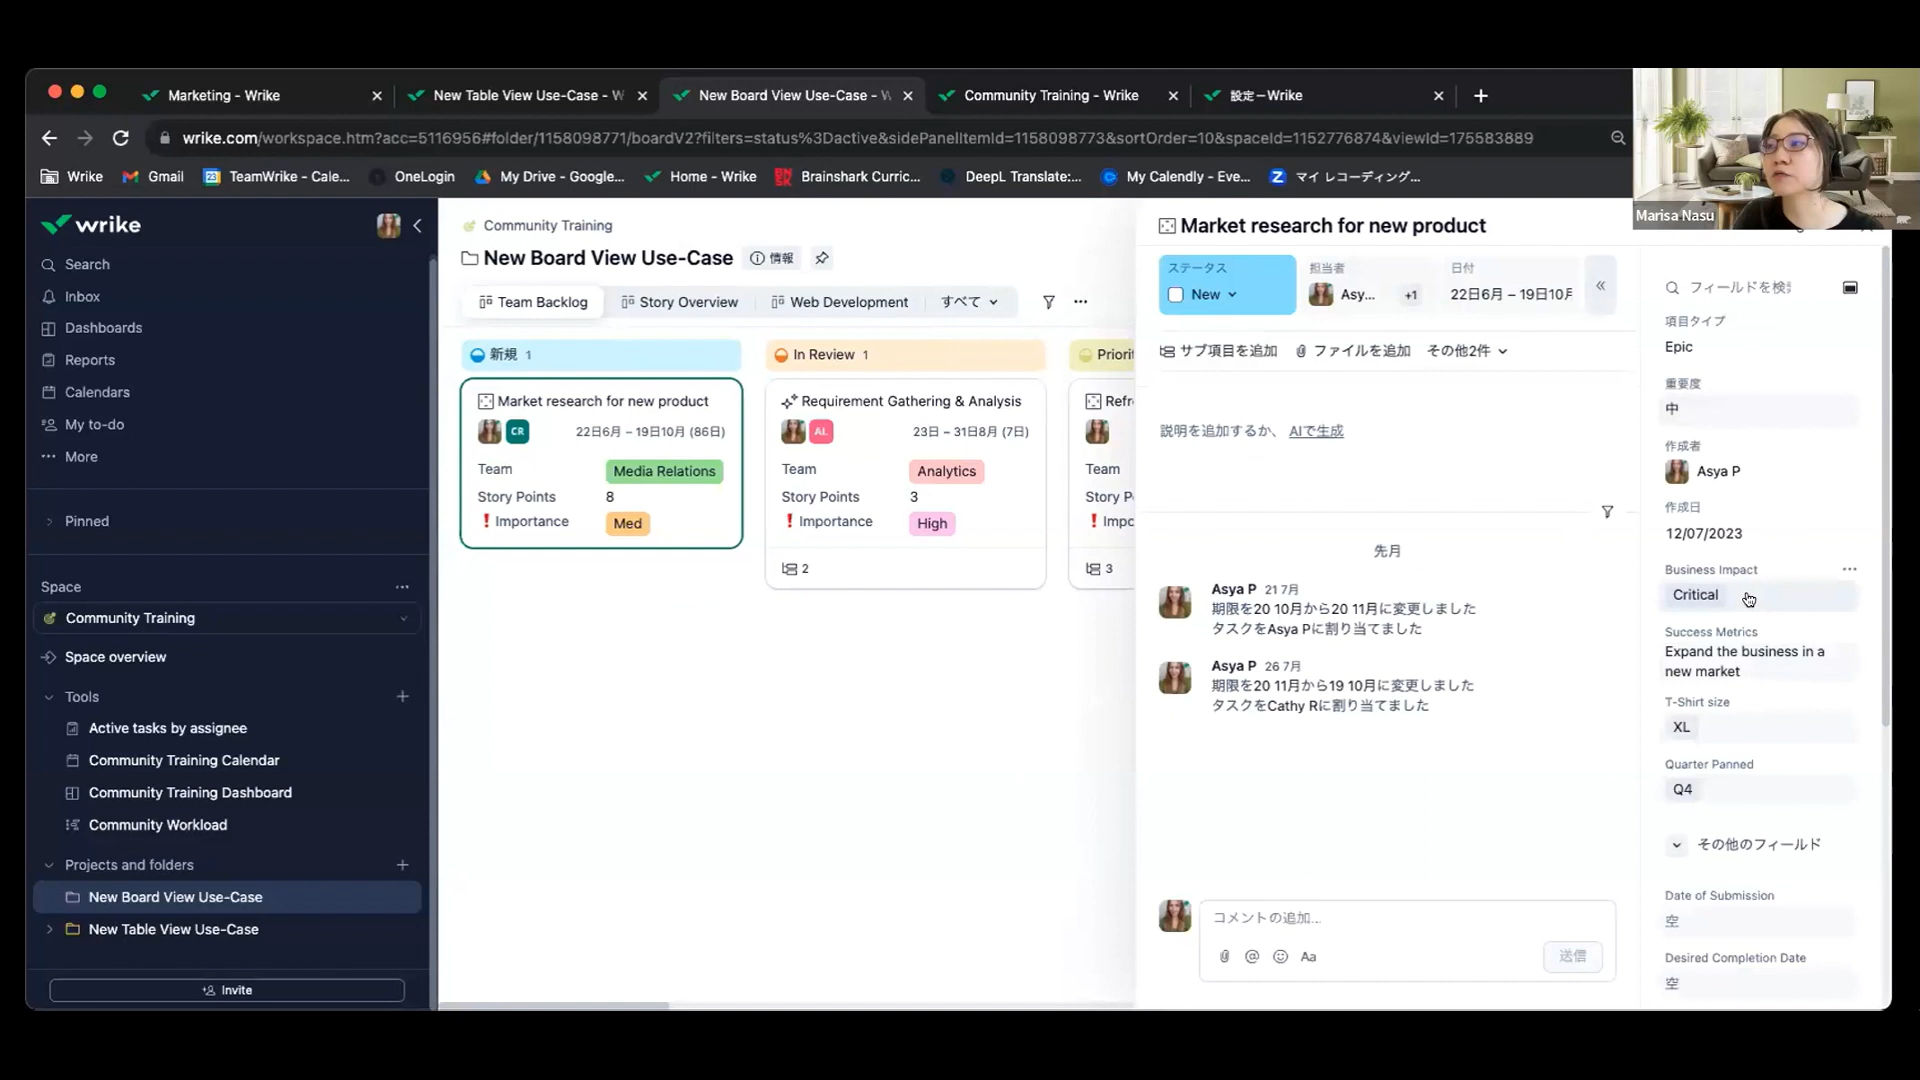 Marketing - Wrike
New Table View Use-Case - W
New Board View Use-Case - W
Community Training - Wrike
設定－Wrike
wrike.com/workspace.htm?acc=5116956#folder/1158098771/boardV2?filters=status%3Dactive&sidePanelItemId=1158098773&sortOrder=10&spaceId=1152776874&viewId=175583889
Wrike
Gmail
TeamWrike - Cale...
OneLogin
My Drive - Google...
Home - Wrike
Brainshark Curric...
DeepL Translate:...
My Calendly - Eve...
マイ レコーディング...
Marisa Nasu
wrike
Search
Inbox
Dashboards
Reports
Calendars
My to-do
More
Pinned
Space
Community Training
Space overview
Tools
Active tasks by assignee
Community Training Calendar
Community Training Dashboard
Community Workload
Projects and folders
New Board View Use-Case
New Table View Use-Case
Invite
Community Training
New Board View Use-Case
情報
Team Backlog
Story Overview
Web Development
すべて
新規 1
Market research for new product
CR
22日6月 – 19日10月 (86日)
Team
Media Relations
Story Points
8
Importance
Med
In Review 1
Requirement Gathering & Analysis
AL
23日 – 31日8月 (7日)
Team
Analytics
Story Points
3
Importance
High
2
Priorit
Refr
Team
Story P
Impo
3
Market research for new product
ステータス
New
担当者
Asy...
+1
日付
22日6月 – 19日10月
サブ項目を追加
ファイルを追加
その他2件
説明を追加するか、 AIで生成
先月
Asya P 21 7月
期限を20 10月から20 11月に変更しました
タスクをAsya Pに割り当てました
Asya P 26 7月
期限を20 11月から19 10月に変更しました
タスクをCathy Rに割り当てました
コメントの追加...
Aa
送信
フィールドを検索
項目タイプ
Epic
重要度
中
作成者
Asya P
作成日
12/07/2023
Business Impact
Critical
Success Metrics
Expand the business in a
new market
T-Shirt size
XL
Quarter Panned
Q4
その他のフィールド
Date of Submission
空
Desired Completion Date
空